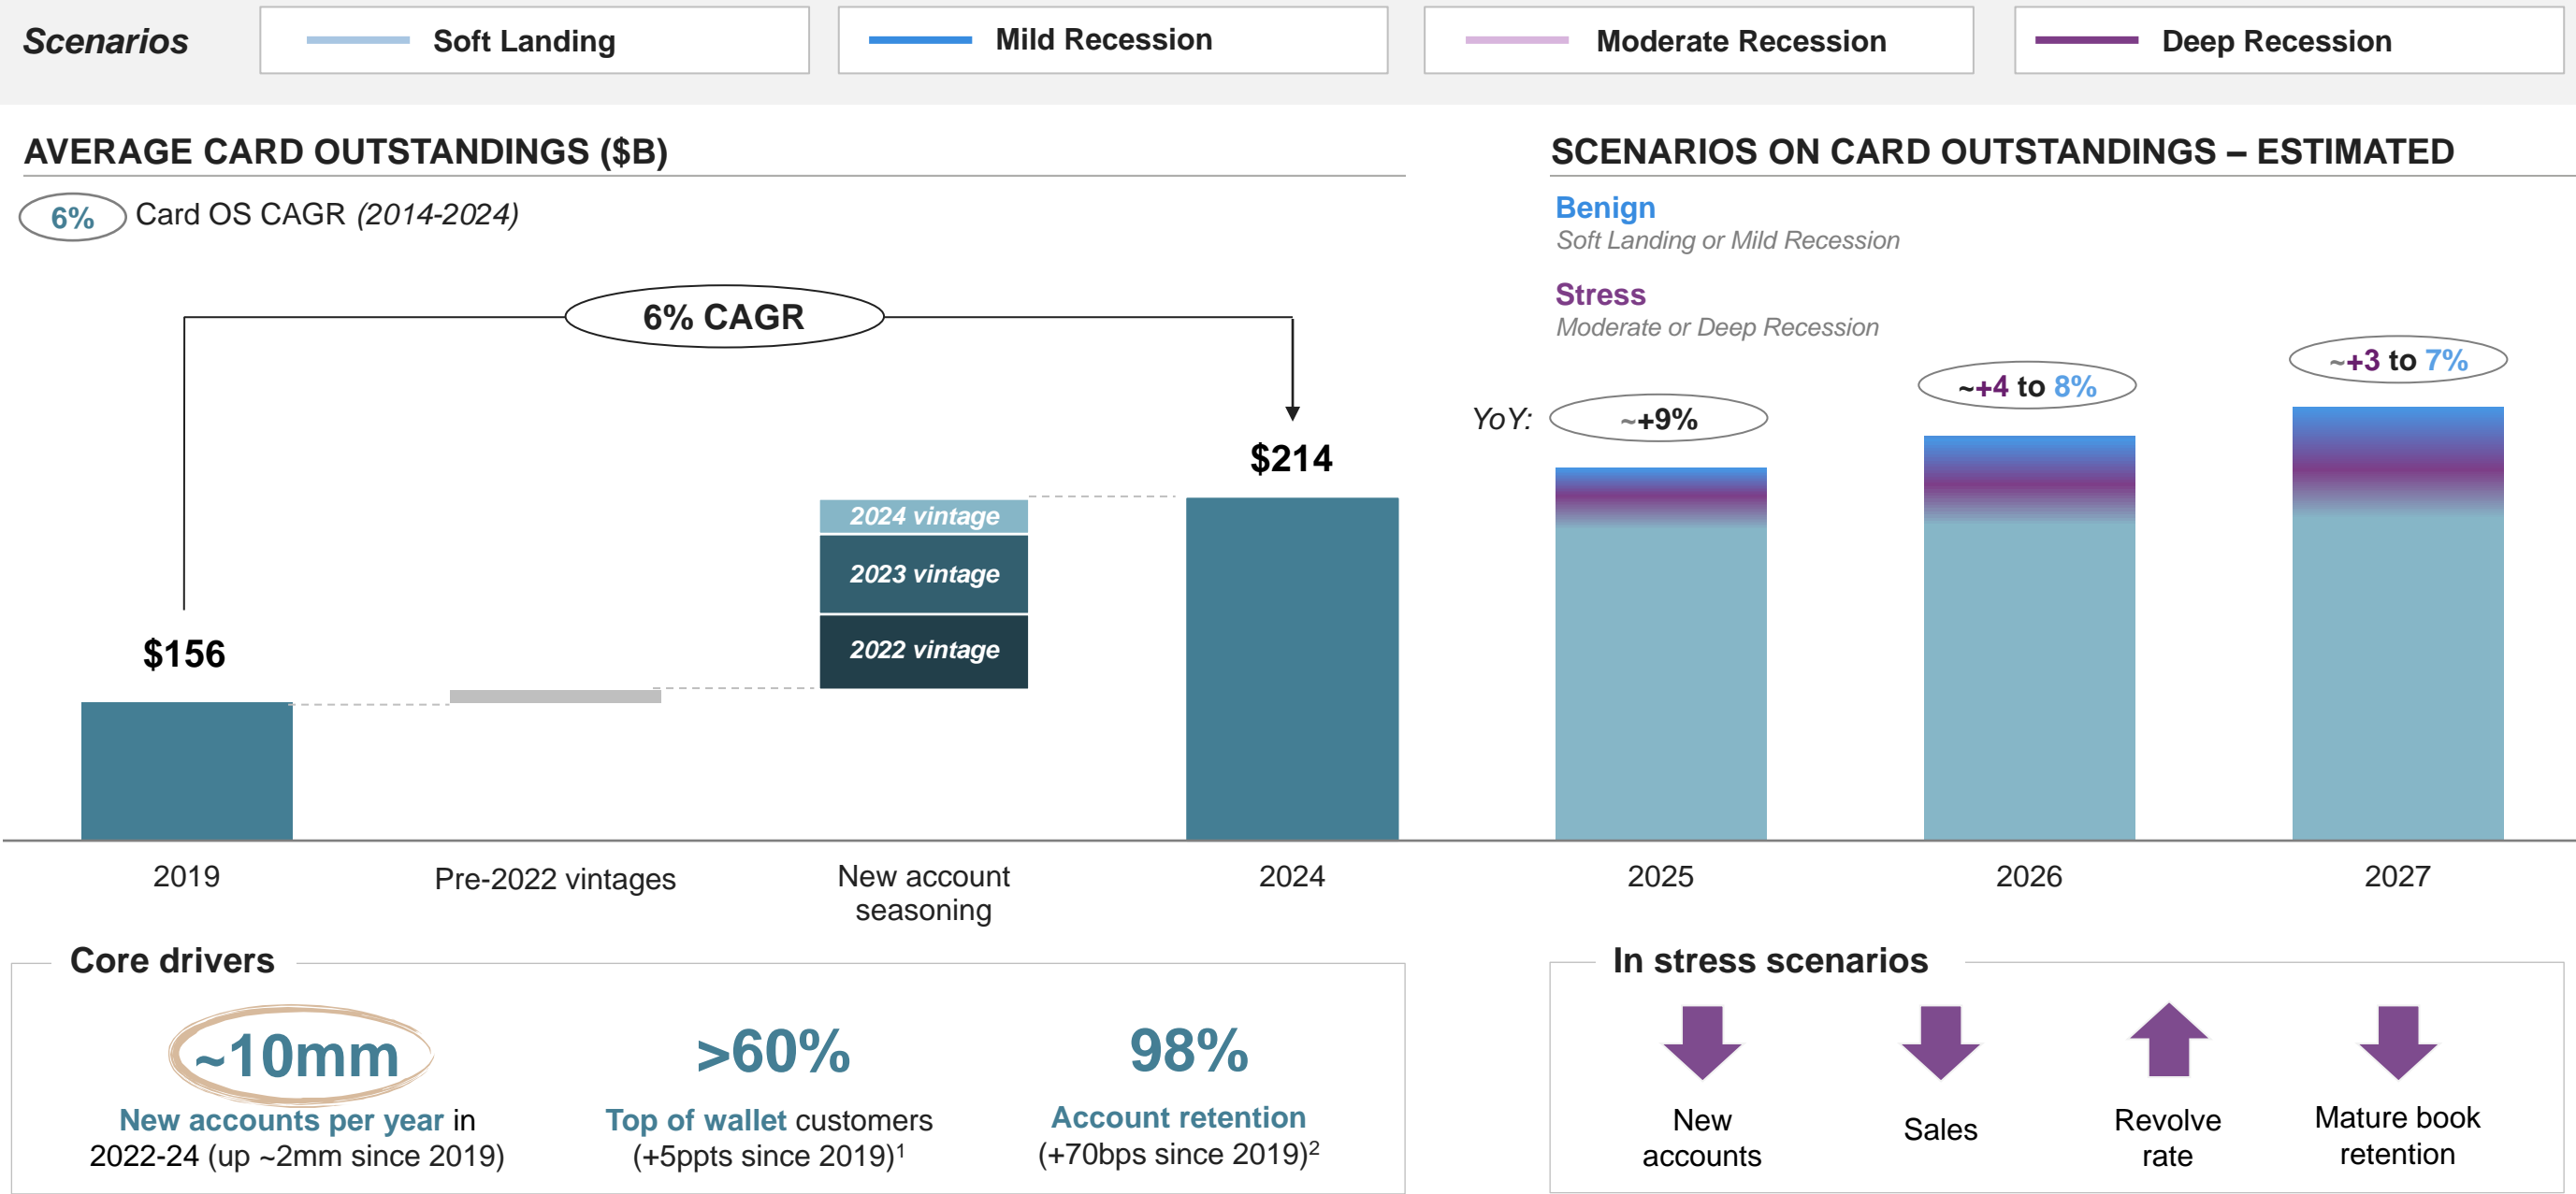 Scenarios
Soft Landing
Mild Recession
Moderate Recession
Deep Recession
AVERAGE CARD OUTSTANDINGS ($B)
6% Card OS CAGR (2014-2024)
6% CAGR
$156
2024 vintage
2023 vintage
2022 vintage
$214
2019
Pre-2022 vintages
New account
seasoning
2024
SCENARIOS ON CARD OUTSTANDINGS – ESTIMATED
Benign
Soft Landing or Mild Recession
Stress
Moderate or Deep Recession
YoY:
~+9%
~+4 to 8%
~+3 to 7%
2025
2026
2027
Core drivers
~10mm
New accounts per year in
2022-24 (up ~2mm since 2019)
>60%
Top of wallet customers
(+5ppts since 2019)¹
98%
Account retention
(+70bps since 2019)²
In stress scenarios
New
accounts
Sales
Revolve
rate
Mature book
retention